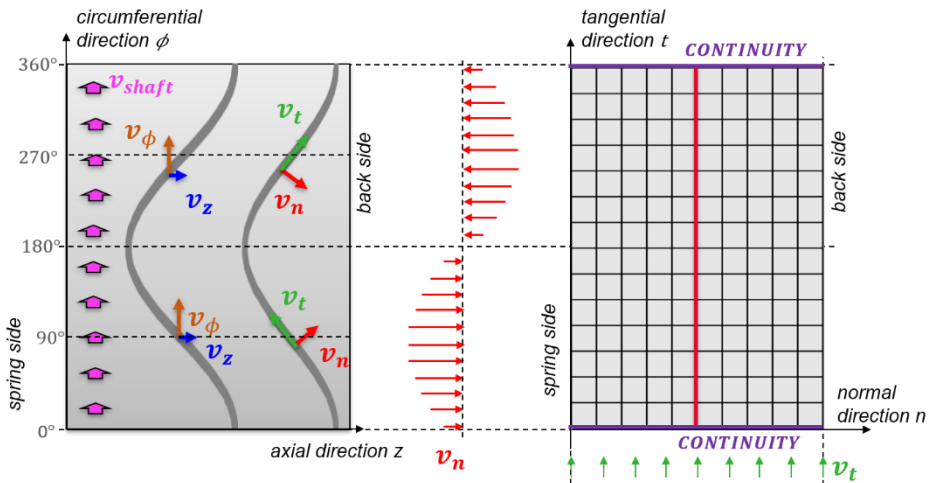 circumferential
direction ϕ
360°
270°
180°
90°
0°
v_shaft
v_ϕ
v_z
v_t
v_n
v_ϕ
v_z
v_t
v_n
spring side
back side
axial direction z
v_n
tangential
direction t
CONTINUITY
spring side
back side
normal
direction n
CONTINUITY
v_t